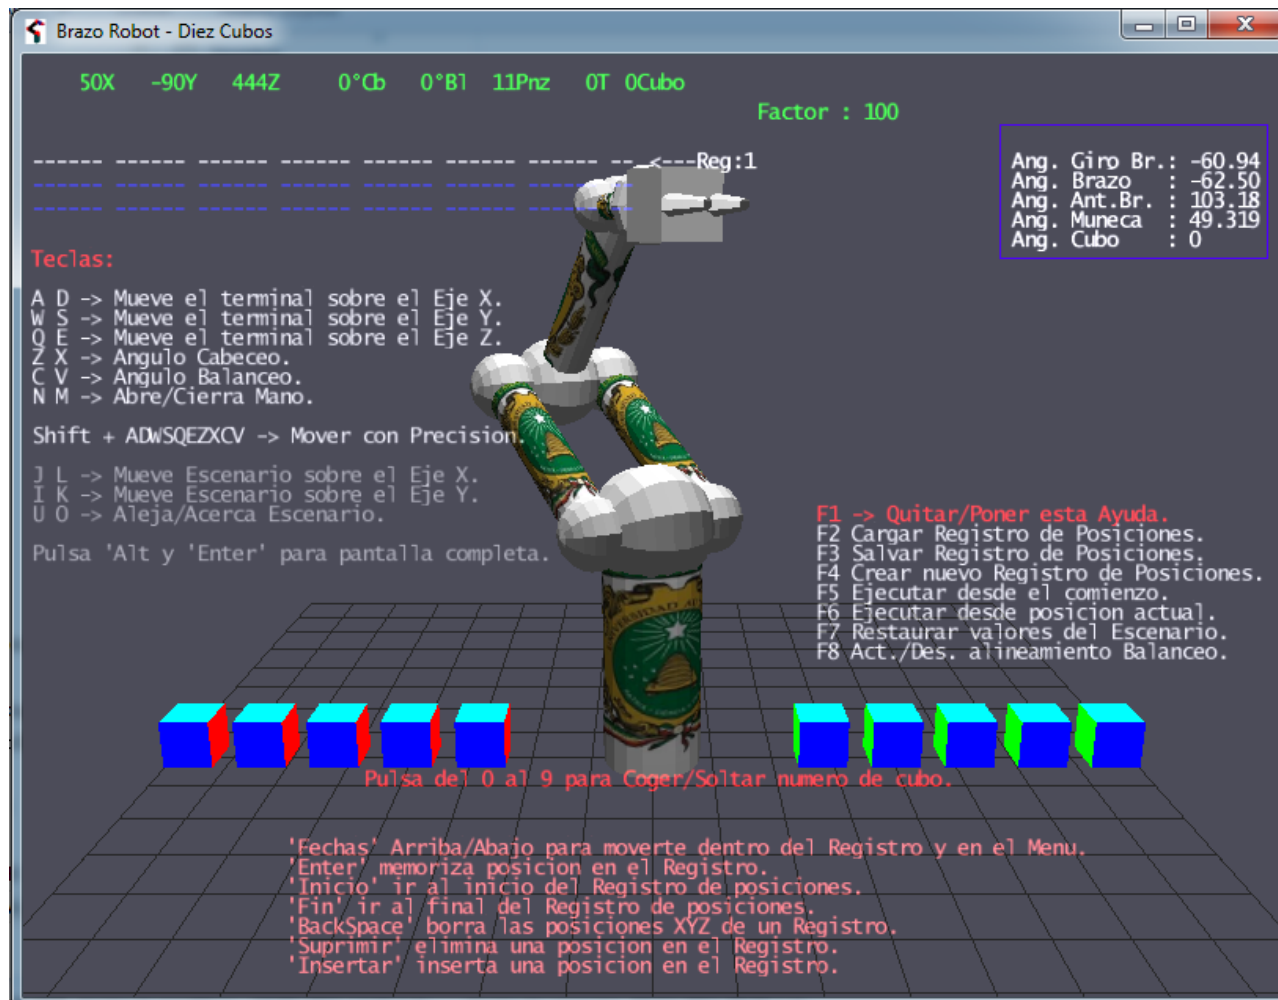 Brazo Robot - Diez Cubos
50X -90Y 444Z 0°Cb 0°Bl 11Pnz 0T 0Cubo
Factor : 100
------ ------ ------ ------ ------ ------ ------ -- <---Reg:1
------ ------ ------ ------ ------ ------ ------
------ ------ ------ ------ ------ ------ ------
Ang. Giro Br.: -60.94
Ang. Brazo : -62.50
Ang. Ant.Br. : 103.18
Ang. Muneca : 49.319
Ang. Cubo : 0
Teclas:
A D -> Mueve el terminal sobre el Eje X.
W S -> Mueve el terminal sobre el Eje Y.
Q E -> Mueve el terminal sobre el Eje Z.
Z X -> Angulo Cabeceo.
C V -> Angulo Balanceo.
N M -> Abre/Cierra Mano.
Shift + ADWSQEZXCV -> Mover con Precision.
J L -> Mueve Escenario sobre el Eje X.
I K -> Mueve Escenario sobre el Eje Y.
U O -> Aleja/Acerca Escenario.
Pulsa 'Alt y 'Enter' para pantalla completa.
F1 -> Quitar/Poner esta Ayuda.
F2 Cargar Registro de Posiciones.
F3 Salvar Registro de Posiciones.
F4 Crear nuevo Registro de Posiciones.
F5 Ejecutar desde el comienzo.
F6 Ejecutar desde posicion actual.
F7 Restaurar valores del Escenario.
F8 Act./Des. alineamiento Balanceo.
Pulsa del 0 al 9 para Coger/Soltar numero de cubo.
'Fechas' Arriba/Abajo para moverte dentro del Registro y en el Menu.
'Enter' memoriza posicion en el Registro.
'Inicio' ir al inicio del Registro de posiciones.
'Fin' ir al final del Registro de posiciones.
'BackSpace' borra las posiciones XYZ de un Registro.
'Suprimir' elimina una posicion en el Registro.
'Insertar' inserta una posicion en el Registro.